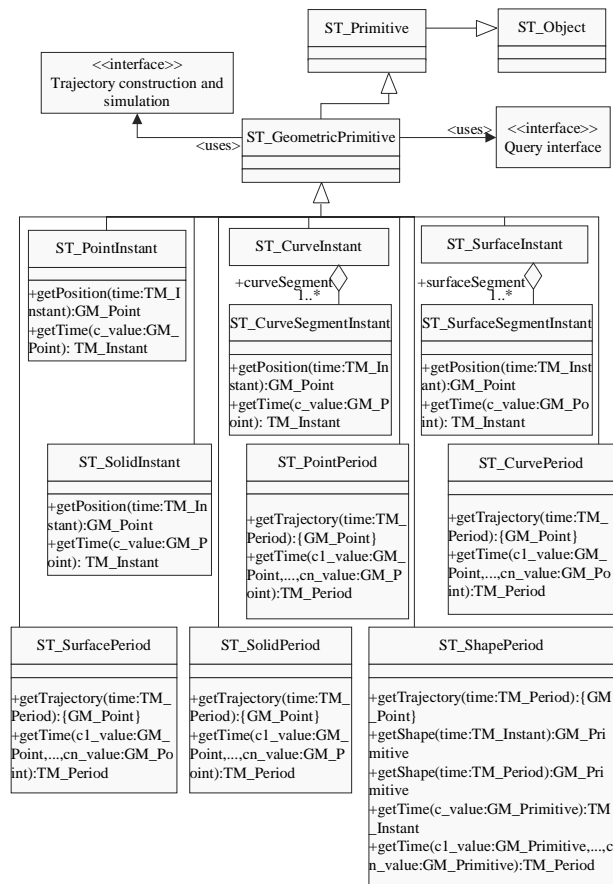 ST_Primitive
ST_Object
<<interface>>
Trajectory construction and
simulation
<uses>
ST_GeometricPrimitive
<uses>
<<interface>>
Query interface
ST_PointInstant
+getPosition(time:TM_I
nstant):GM_Point
+getTime(c_value:GM_
Point): TM_Instant
ST_CurveInstant
+curveSegment
1..*
ST_CurveSegmentInstant
+getPosition(time:TM_In
stant):GM_Point
+getTime(c_value:GM_P
oint): TM_Instant
ST_SurfaceInstant
+surfaceSegment
1..*
ST_SurfaceSegmentInstant
+getPosition(time:TM_Inst
ant):GM_Point
+getTime(c_value:GM_Po
int): TM_Instant
ST_SolidInstant
+getPosition(time:TM_In
stant):GM_Point
+getTime(c_value:GM_P
oint): TM_Instant
ST_PointPeriod
+getTrajectory(time:TM_
Period):{GM_Point}
+getTime(c1_value:GM_
Point,...,cn_value:GM_P
oint):TM_Period
ST_CurvePeriod
+getTrajectory(time:TM_
Period):{GM_Point}
+getTime(c1_value:GM_
Point,...,cn_value:GM_Po
int):TM_Period
ST_SurfacePeriod
+getTrajectory(time:TM_
Period):{GM_Point}
+getTime(c1_value:GM_
Point,...,cn_value:GM_Po
int):TM_Period
ST_SolidPeriod
+getTrajectory(time:TM_
Period):{GM_Point}
+getTime(c1_value:GM_
Point,...,cn_value:GM_P
oint):TM_Period
ST_ShapePeriod
+getTrajectory(time:TM_Period):{GM
_Point}
+getShape(time:TM_Instant):GM_Pri
mitive
+getShape(time:TM_Period):GM_Pri
mitive
+getTime(c_value:GM_Primitive):TM
_Instant
+getTime(c1_value:GM_Primitive,...,c
n_value:GM_Primitive):TM_Period